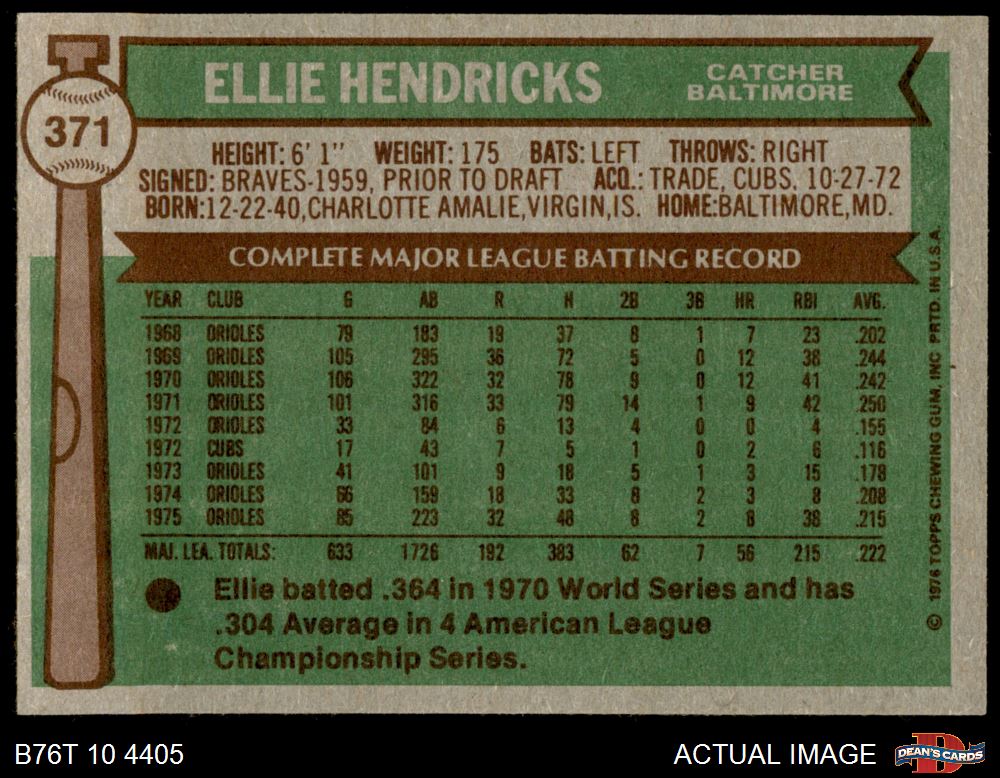 371
ELLIE HENDRICKS
CATCHER
BALTIMORE
HEIGHT: 6' 1" WEIGHT: 175 BATS: LEFT THROWS: RIGHT
SIGNED: BRAVES-1959, PRIOR TO DRAFT ACQ.: TRADE, CUBS, 10-27-72
BORN:12-22-40,CHARLOTTE AMALIE,VIRGIN,IS. HOME:BALTIMORE,MD.
COMPLETE MAJOR LEAGUE BATTING RECORD
YEAR CLUB G AB R H 2B 3B HR RBI AVG.
1968 ORIOLES 79 183 19 37 8 1 7 23 .202
1969 ORIOLES 105 295 36 72 5 0 12 38 .244
1970 ORIOLES 106 322 32 78 9 0 12 41 .242
1971 ORIOLES 101 316 33 79 14 1 9 42 .250
1972 ORIOLES 33 84 6 13 4 0 0 4 .155
1972 CUBS 17 43 7 5 1 0 2 6 .116
1973 ORIOLES 41 101 9 18 5 1 3 15 .178
1974 ORIOLES 66 159 18 33 8 2 3 8 .208
1975 ORIOLES 85 223 32 48 8 2 8 38 .215
MAJ. LEA. TOTALS: 633 1726 192 383 62 7 56 215 .222
Ellie batted .364 in 1970 World Series and has
.304 Average in 4 American League
Championship Series.
© 1976 TOPPS CHEWING GUM, INC PRTD. IN U.S.A.
B76T 10 4405
ACTUAL IMAGE
D
DEAN'S CARDS